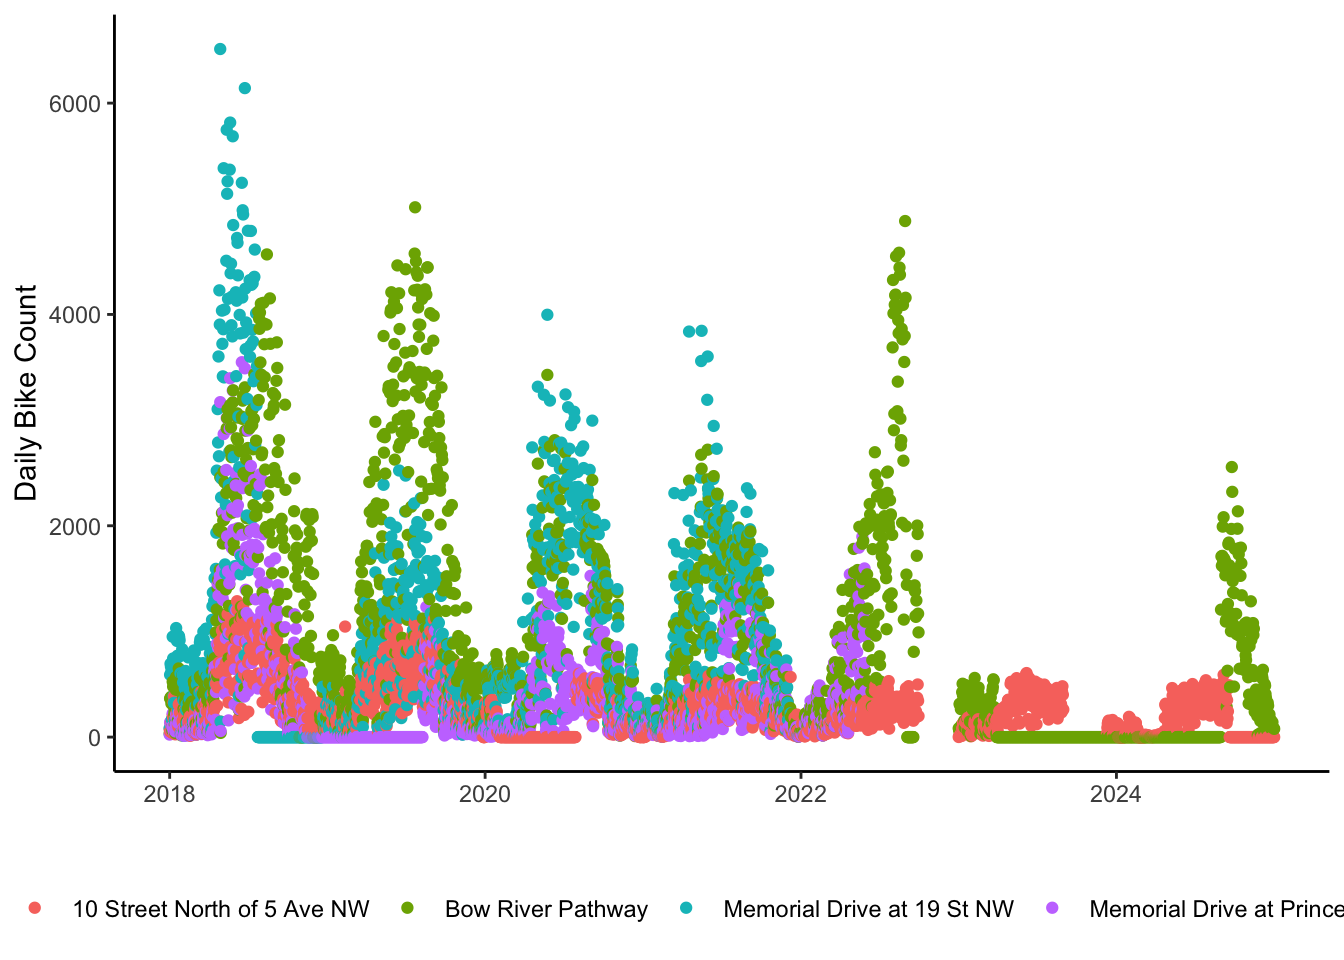 Daily Bike Count
6000
4000
2000
0
2018 2020 2022 2024
10 Street North of 5 Ave NW Bow River Pathway Memorial Drive at 19 St NW Memorial Drive at Prince